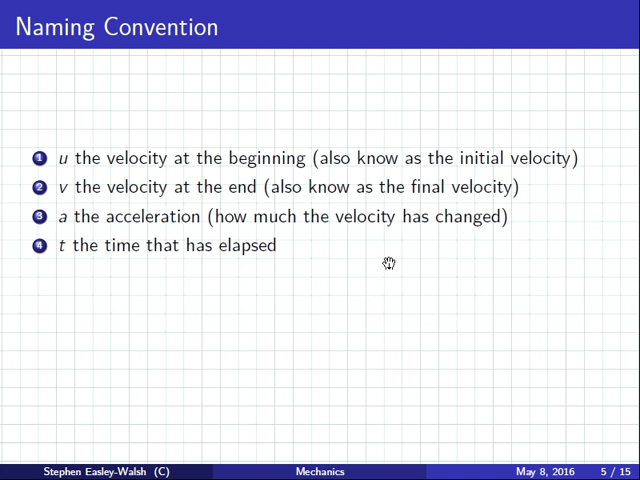 Naming Convention
1 u the velocity at the beginning (also know as the initial velocity)
2 v the velocity at the end (also know as the final velocity)
3 a the acceleration (how much the velocity has changed)
4 t the time that has elapsed
Stephen Easley-Walsh (C) Mechanics May 8, 2016 5 / 15